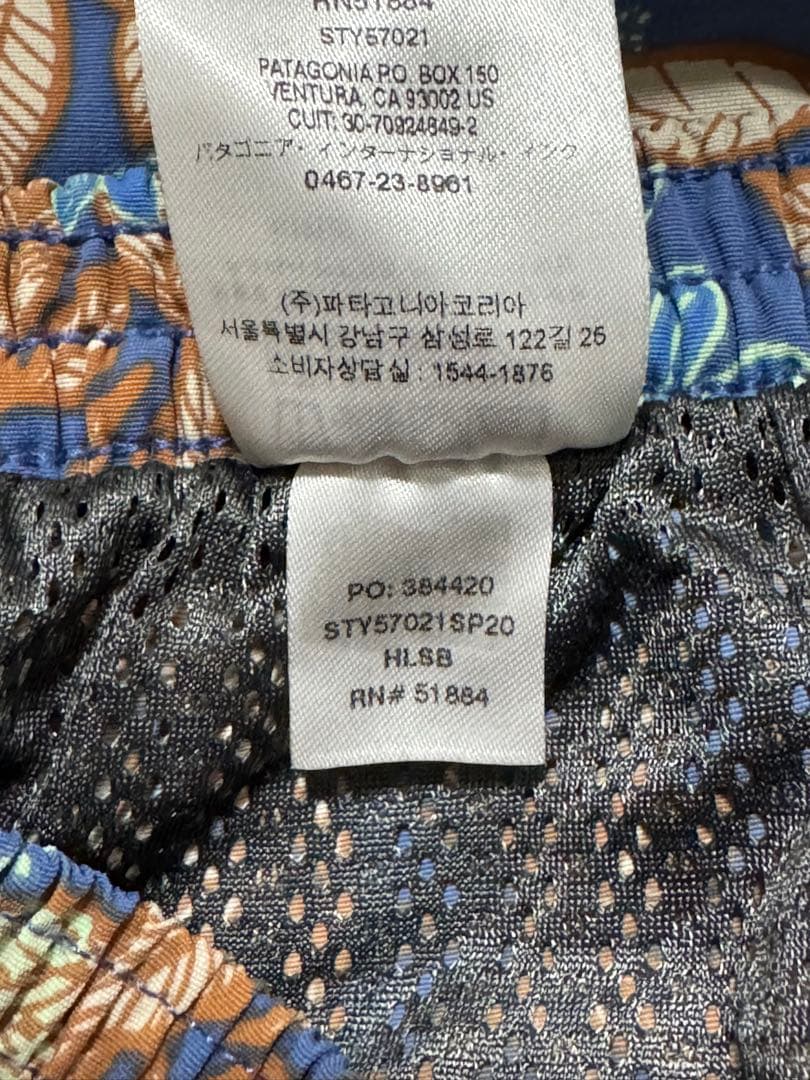 RN51884
STY57021
PATAGONIA P.O. BOX 150
VENTURA, CA 93002 US
CUIT: 30-70924849-2
パタゴニア・インターナショナル・インク
0467-23-8961
(주)파타고니아코리아
서울특별시 강남구 삼성로 122길 25
소비자상담실 : 1544-1876
PO: 384420
STY57021SP20
HLSB
RN# 51884